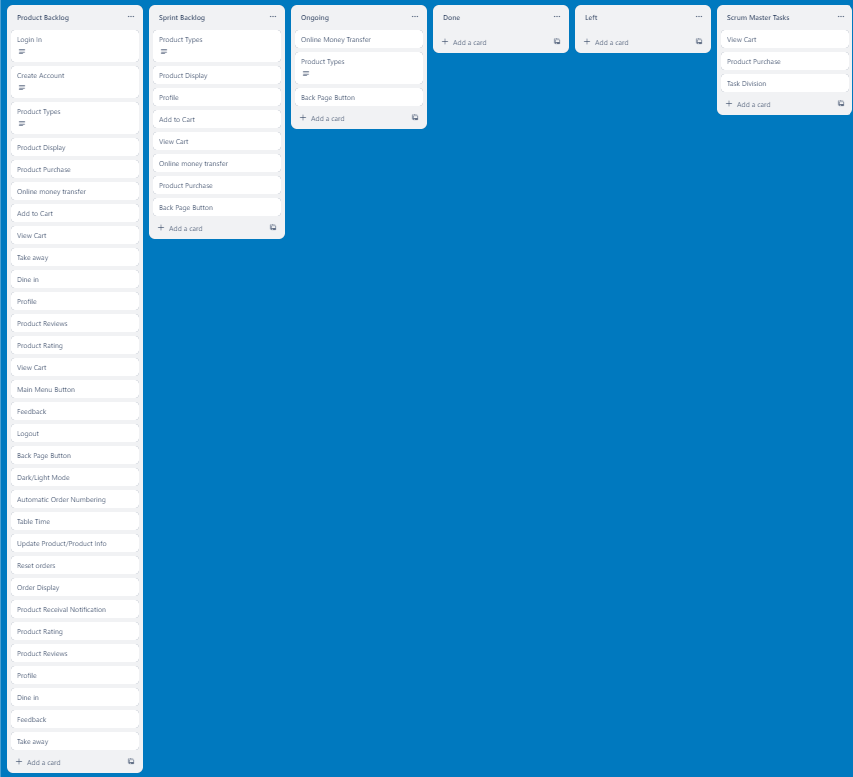 Product Backlog
Login In
Create Account
Product Types
Product Display
Product Purchase
Online money transfer
Add to Cart
View Cart
Take away
Dine in
Profile
Product Reviews
Product Rating
View Cart
Main Menu Button
Feedback
Logout
Back Page Button
Dark/Light Mode
Automatic Order Numbering
Table Time
Update Product/Product Info
Reset orders
Order Display
Product Receival Notification
Product Rating
Product Reviews
Profile
Dine in
Feedback
Take away
+ Add a card
Sprint Backlog
Product Types
Product Display
Profile
Add to Cart
View Cart
Online money transfer
Product Purchase
Back Page Button
+ Add a card
Ongoing
Online Money Transfer
Product Types
Back Page Button
+ Add a card
Done
+ Add a card
Left
+ Add a card
Scrum Master Tasks
View Cart
Product Purchase
Task Division
+ Add a card